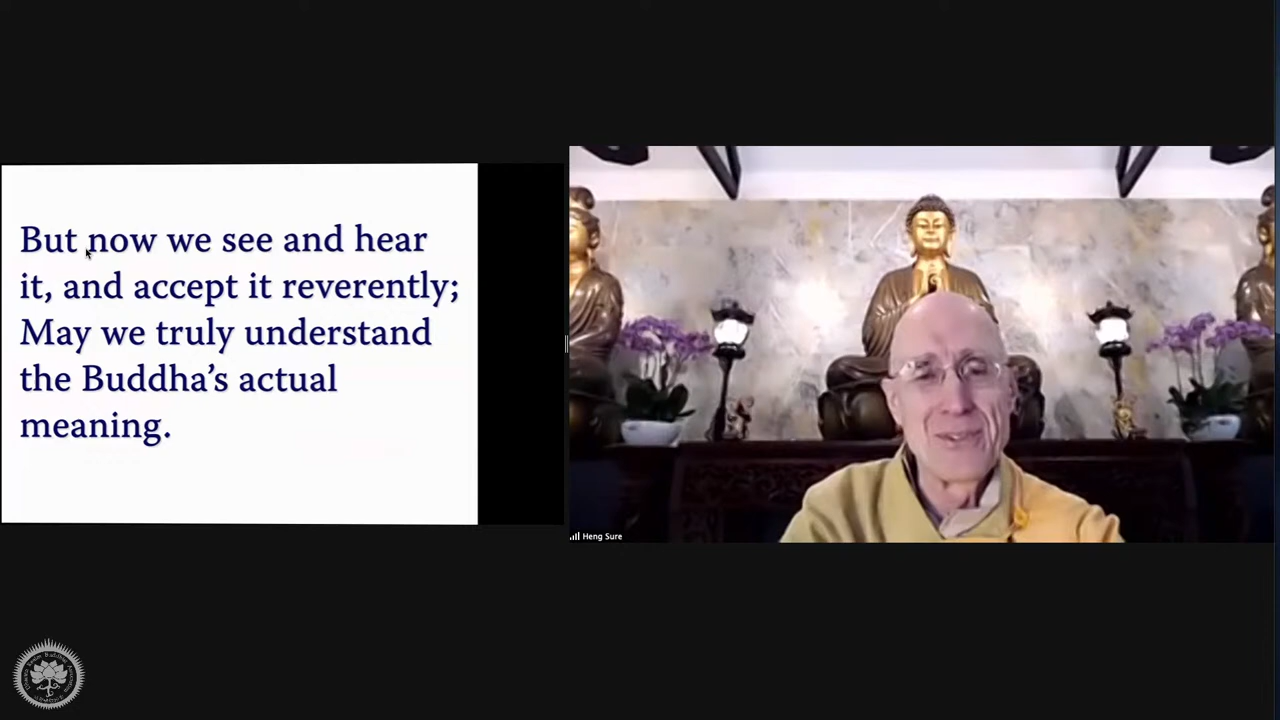 But now we see and hear
it, and accept it reverently;
May we truly understand
the Buddha's actual
meaning.
Heng Sure